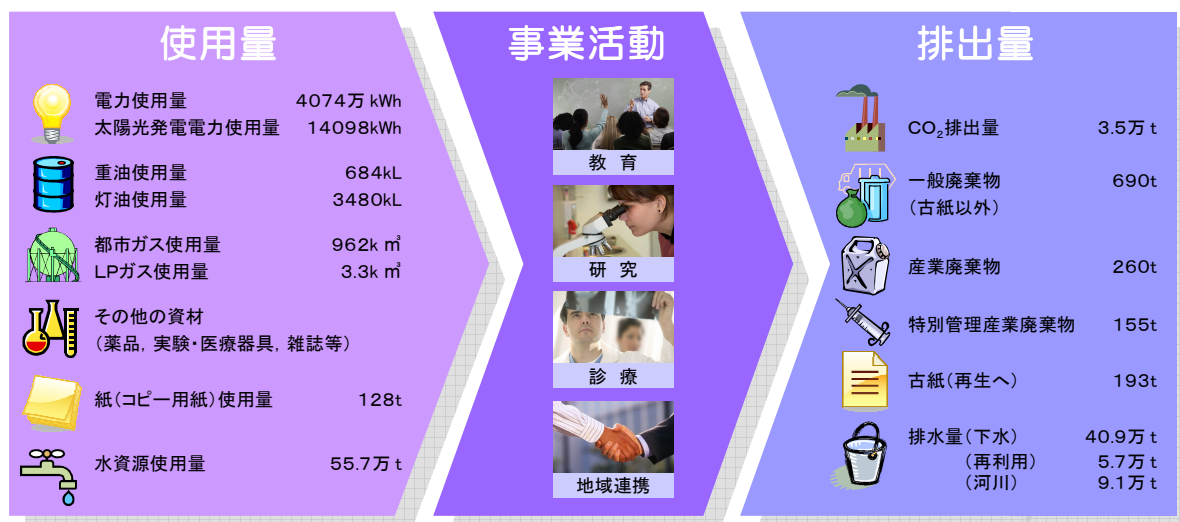 使用量
電力使用量 4074万 kWh
太陽光発電電力使用量 14098kWh
重油使用量 684kL
灯油使用量 3480kL
都市ガス使用量 962k ㎥
LPガス使用量 3.3k ㎥
その他の資材
（薬品, 実験・医療器具, 雑誌等）
紙（コピー用紙）使用量 128t
水資源使用量 55.7万 t
事業活動
教 育
研 究
診 療
地域連携
排出量
CO₂排出量 3.5万 t
一般廃棄物 690t
（古紙以外）
産業廃棄物 260t
特別管理産業廃棄物 155t
古紙（再生へ） 193t
排水量（下水） 40.9万 t
（再利用） 5.7万 t
（河川） 9.1万 t